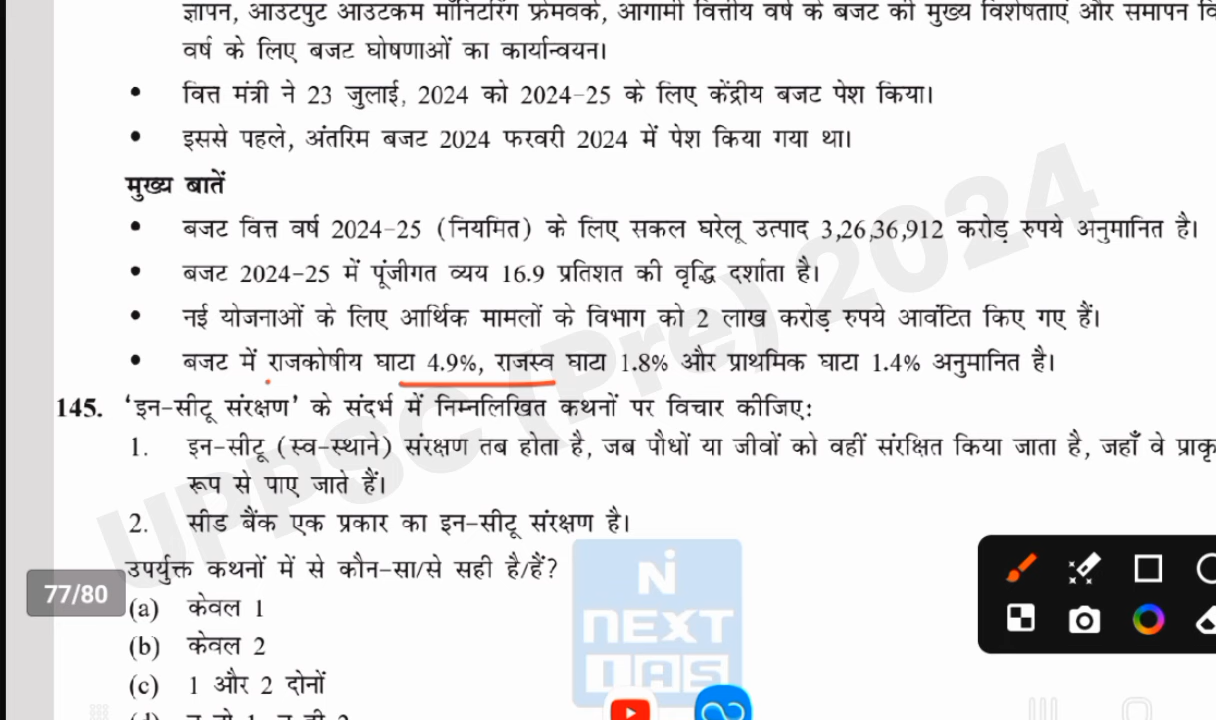 ज्ञापन, आउटपुट आउटकम मॉनिटरिंग फ्रेमवर्क, आगामी वित्तीय वर्ष के बजट की मुख्य विशेषताएं और समापन
वर्ष के लिए बजट घोषणाओं का कार्यान्वयन।
• वित्त मंत्री ने 23 जुलाई, 2024 को 2024-25 के लिए केंद्रीय बजट पेश किया।
• इससे पहले, अंतरिम बजट 2024 फरवरी 2024 में पेश किया गया था।
मुख्य बातें
• बजट वित्त वर्ष 2024-25 (नियमित) के लिए सकल घरेलू उत्पाद 3,26,36,912 करोड़ रुपये अनुमानित है।
• बजट 2024-25 में पूंजीगत व्यय 16.9 प्रतिशत की वृद्धि दर्शाता है।
• नई योजनाओं के लिए आर्थिक मामलों के विभाग को 2 लाख करोड़ रुपये आवंटित किए गए हैं।
• बजट में राजकोषीय घाटा 4.9%, राजस्व घाटा 1.8% और प्राथमिक घाटा 1.4% अनुमानित है।
145. 'इन-सीटू संरक्षण' के संदर्भ में निम्नलिखित कथनों पर विचार कीजिए:
1. इन-सीटू (स्व-स्थाने) संरक्षण तब होता है, जब पौधों या जीवों को वहीं संरक्षित किया जाता है, जहाँ वे प्राकृ
रूप से पाए जाते हैं।
2. सीड बैंक एक प्रकार का इन-सीटू संरक्षण है।
उपर्युक्त कथनों में से कौन-सा/से सही है/हैं?
77/80
(a) केवल 1
(b) केवल 2
(c) 1 और 2 दोनों
UPPSC (Pre) 2024
NEXT
IAS